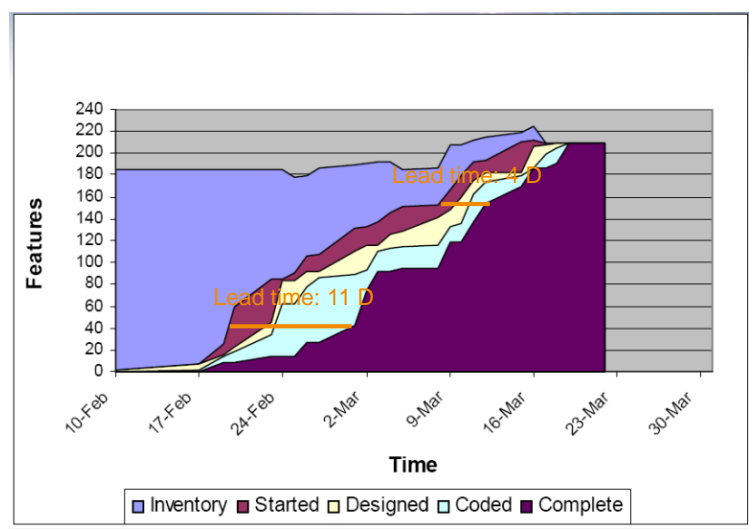 240
220
200
180
160
140
120
100
80
60
40
20
0
Features
Lead time: 4 D
Lead time: 11 D
10-Feb
17-Feb
24-Feb
2-Mar
9-Mar
16-Mar
23-Mar
30-Mar
Time
Inventory Started Designed Coded Complete